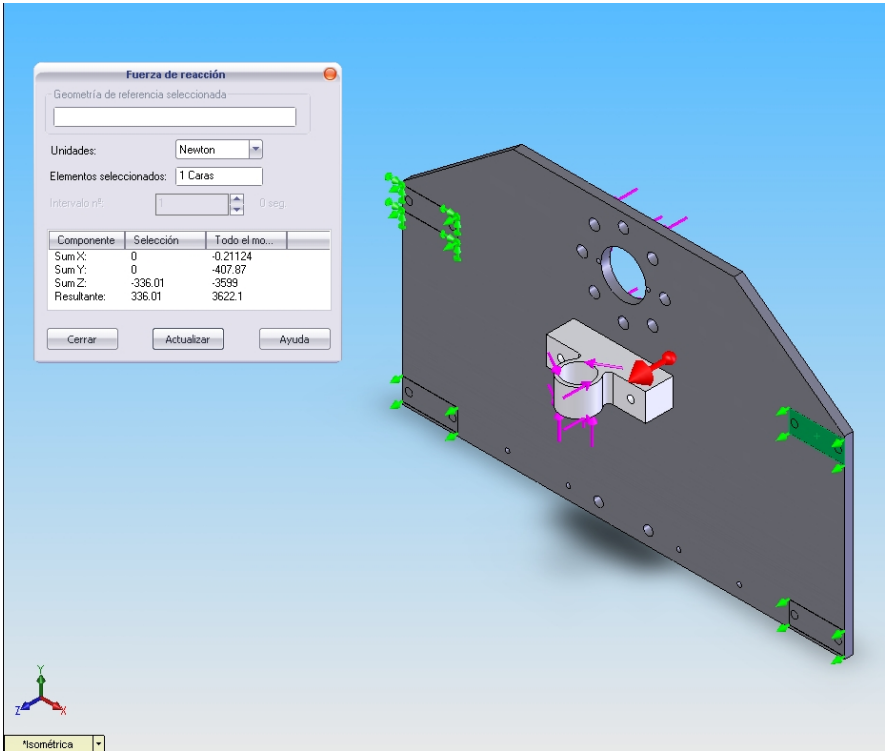 Fuerza de reacción
Geometría de referencia seleccionada
Unidades: Newton
Elementos seleccionados: 1 Caras
Intervalo nº: 1 0 seg.
Componente Selección Todo el mo...
Sum X: 0 -0.21124
Sum Y: 0 -407.87
Sum Z: -336.01 -3599
Resultante: 336.01 3622.1
Cerrar Actualizar Ayuda
Y
Z X
*Isométrica